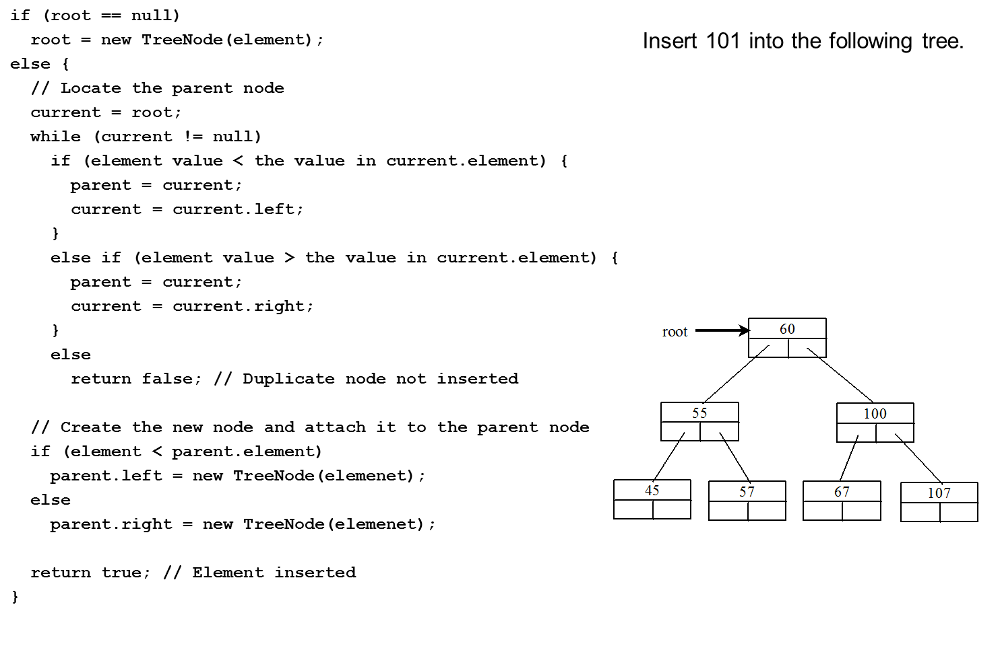 if (root == null)
  root = new TreeNode(element);
else {
  // Locate the parent node
  current = root;
  while (current != null)
    if (element value < the value in current.element) {
      parent = current;
      current = current.left;
    }
    else if (element value > the value in current.element) {
      parent = current;
      current = current.right;
    }
    else
      return false; // Duplicate node not inserted

  // Create the new node and attach it to the parent node
  if (element < parent.element)
    parent.left = new TreeNode(elemenet);
  else
    parent.right = new TreeNode(elemenet);

  return true; // Element inserted
}
Insert 101 into the following tree.
root
60
55
100
45
57
67
107